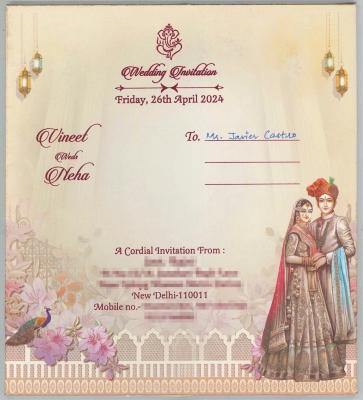 Wedding Invitation
Friday, 26th April 2024
Vineet
Weds
Neha
To. Mr. Javier Castro
A Cordial Invitation From :
New Delhi-110011
Mobile no.-